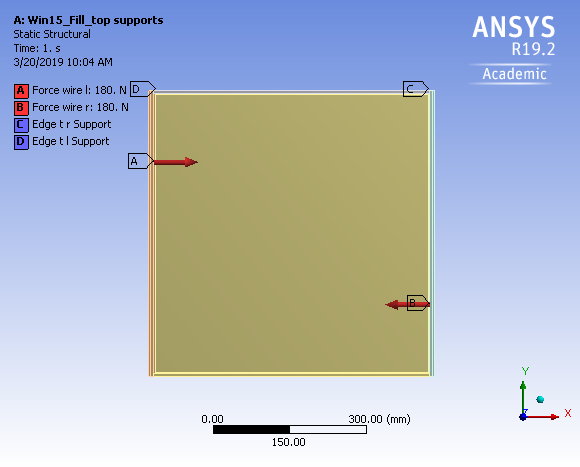 A: Win15_Fill_top supports
Static Structural
Time: 1. s
3/20/2019 10:04 AM
A Force wire l: 180. N
B Force wire r: 180. N
C Edge t r Support
D Edge t l Support
ANSYS
R19.2
Academic
D
C
A
B
0.00 300.00 (mm)
150.00
Y
Z X